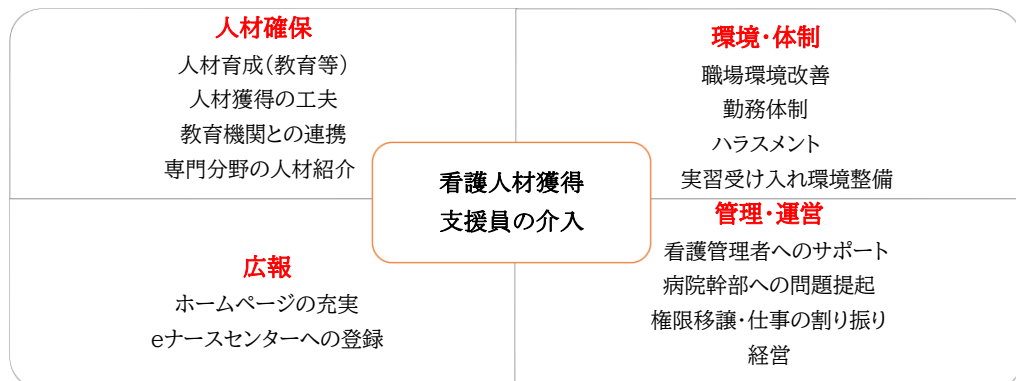 人材確保
人材育成(教育等)
人材獲得の工夫
教育機関との連携
専門分野の人材紹介
環境・体制
職場環境改善
勤務体制
ハラスメント
実習受け入れ環境整備
看護人材獲得
支援員の介入
広報
ホームページの充実
eナースセンターへの登録
管理・運営
看護管理者へのサポート
病院幹部への問題提起
権限移譲・仕事の割り振り
経営